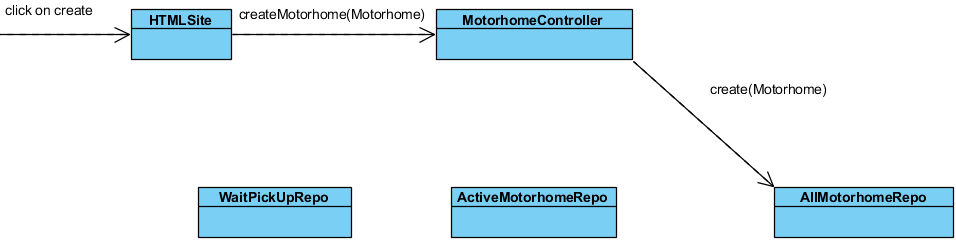 click on create
HTMLSite
createMotorhome(Motorhome)
MotorhomeController
create(Motorhome)
WaitPickUpRepo
ActiveMotorhomeRepo
AllMotorhomeRepo